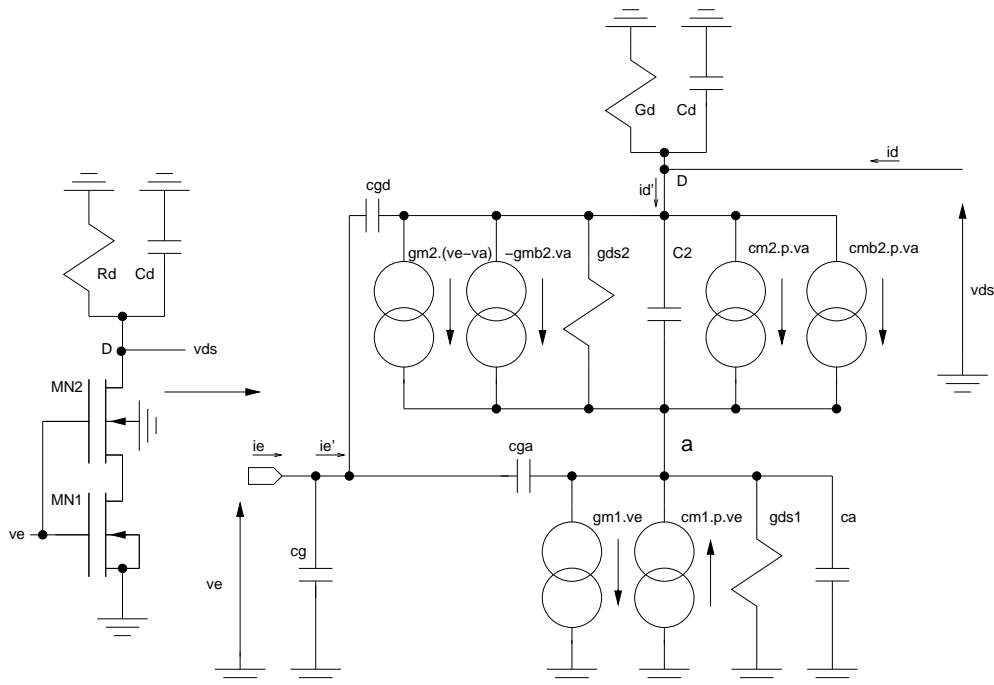 Gd
Cd
id
D
id'
cgd
gm2.(ve−va)
−gmb2.va
gds2
C2
cm2.p.va
cmb2.p.va
vds
Rd
Cd
D
vds
MN2
MN1
ve
a
ie
ie'
cga
gm1.ve
cm1.p.ve
gds1
ca
cg
ve